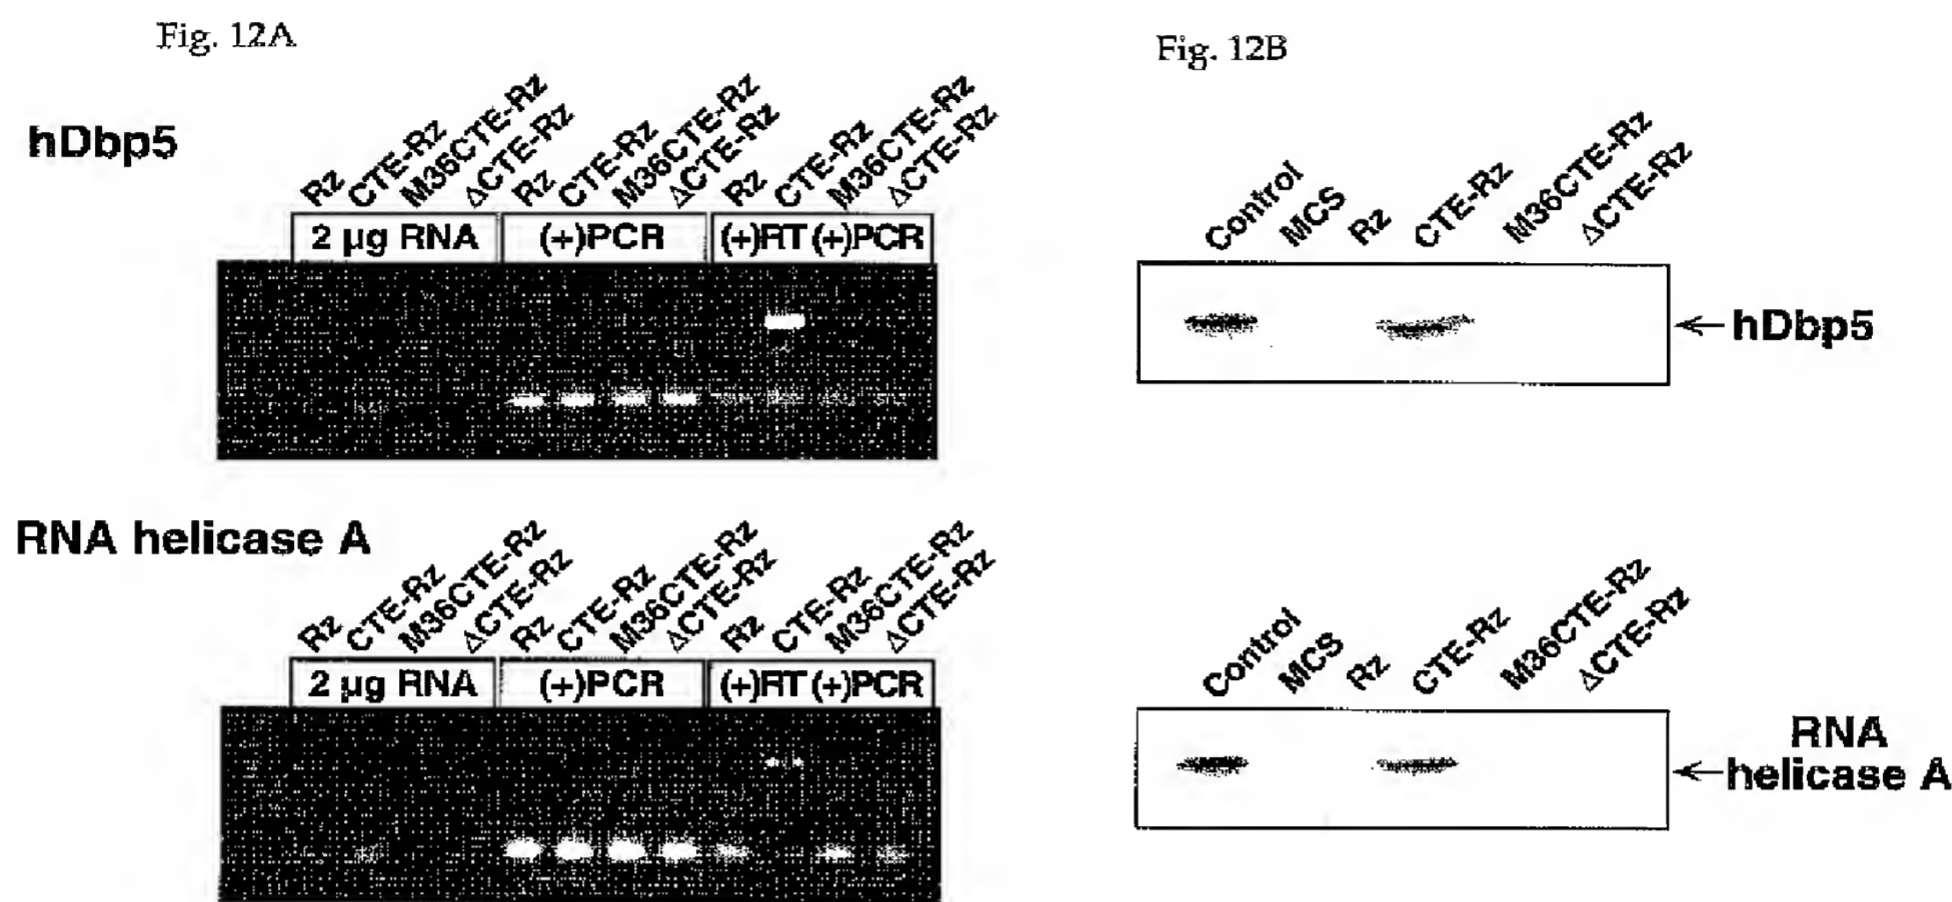 Fig. 12A
hDbp5
Rz
CTE-Rz
M36CTE-Rz
ΔCTE-Rz
Rz
CTE-Rz
M36CTE-Rz
ΔCTE-Rz
Rz
CTE-Rz
M36CTE-Rz
ΔCTE-Rz
2 µg RNA
(+)PCR
(+)RT (+)PCR
RNA helicase A
Rz
CTE-Rz
M36CTE-Rz
ΔCTE-Rz
Rz
CTE-Rz
M36CTE-Rz
ΔCTE-Rz
Rz
CTE-Rz
M36CTE-Rz
ΔCTE-Rz
2 µg RNA
(+)PCR
(+)RT (+)PCR
Fig. 12B
Control
MCS
Rz
CTE-Rz
M36CTE-Rz
ΔCTE-Rz
hDbp5
Control
MCS
Rz
CTE-Rz
M36CTE-Rz
ΔCTE-Rz
RNA
helicase A